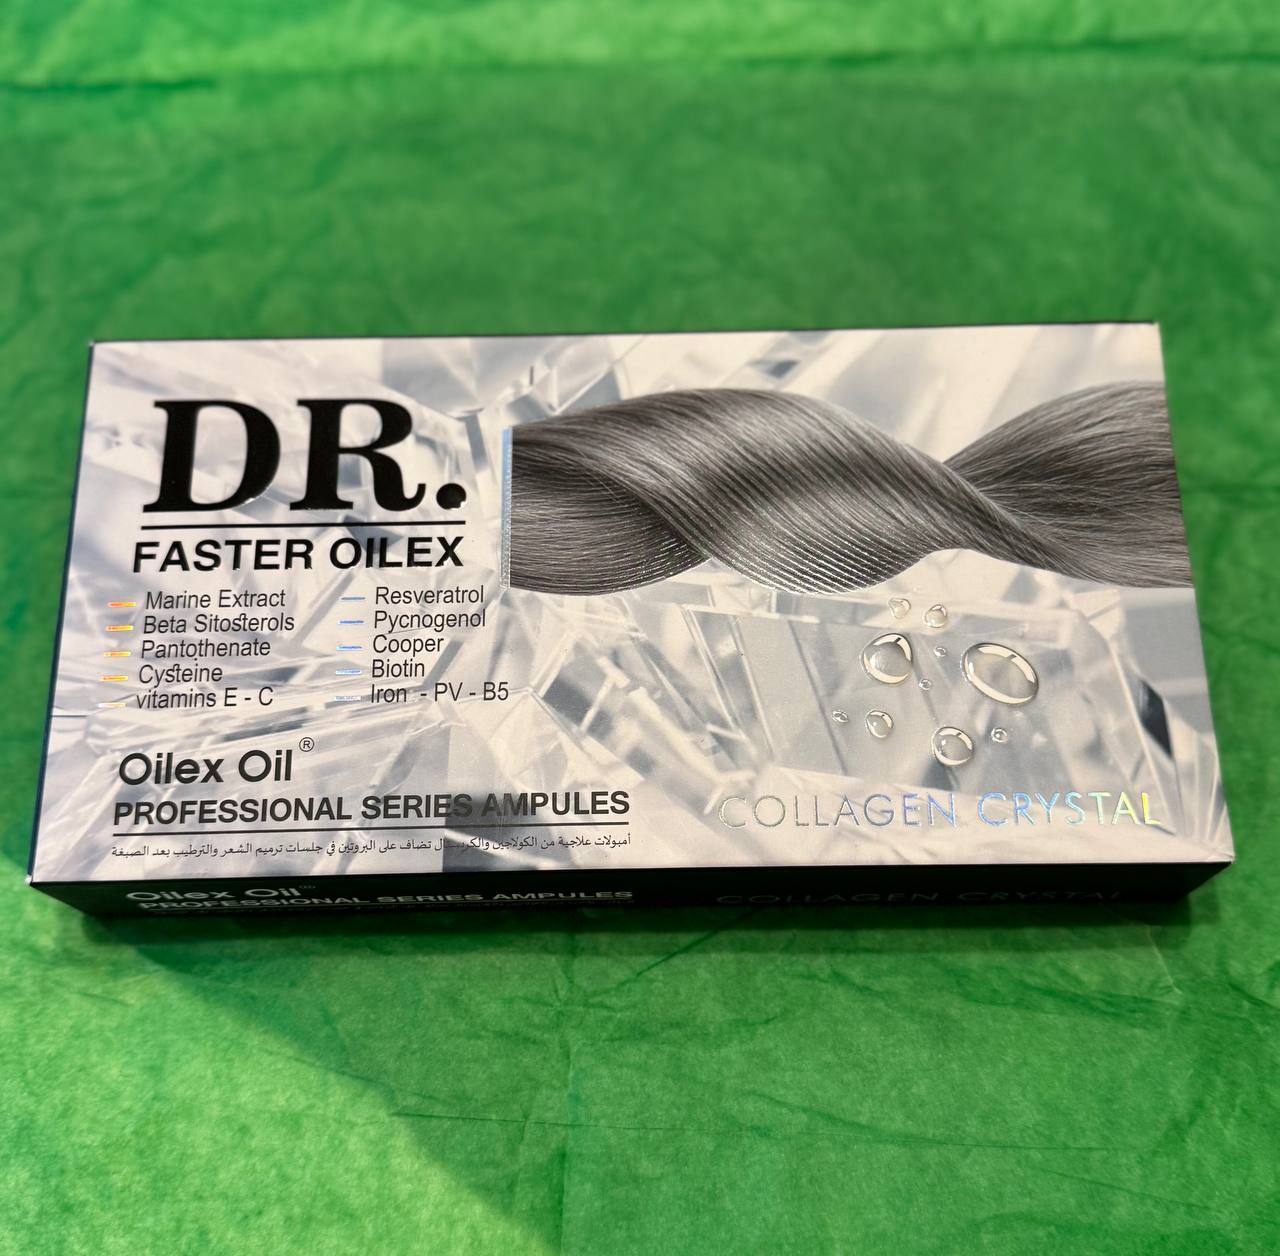 DR.
FASTER OILEX
Marine Extract
Beta Sitosterols
Pantothenate
Cysteine
vitamins E - C
Resveratrol
Pycnogenol
Cooper
Biotin
Iron - PV - B5
Oilex Oil®
PROFESSIONAL SERIES AMPULES
أمبولات علاجية من الكولاجين والكريستال تضاف على البروتين في جلسات ترميم الشعر والترطيب بعد الصبغة
COLLAGEN CRYSTAL
Oilex Oil®
PROFESSIONAL SERIES AMPULES
COLLAGEN CRYSTAL